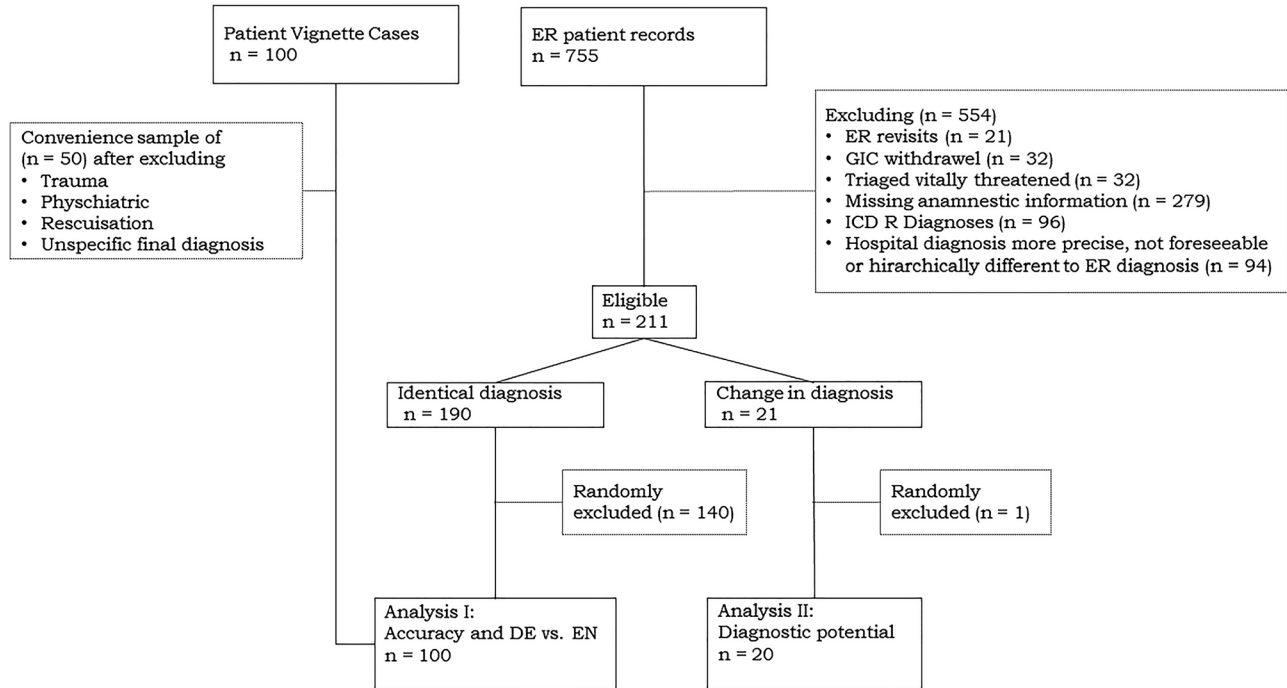 Patient Vignette Cases
n = 100
ER patient records
n = 755
Convenience sample of
(n = 50) after excluding
• Trauma
• Physchiatric
• Rescuisation
• Unspecific final diagnosis
Excluding (n = 554)
• ER revisits (n = 21)
• GIC withdrawel (n = 32)
• Triaged vitally threatened (n = 32)
• Missing anamnestic information (n = 279)
• ICD R Diagnoses (n = 96)
• Hospital diagnosis more precise, not foreseeable
or hirarchically different to ER diagnosis (n = 94)
Eligible
n = 211
Identical diagnosis
n = 190
Change in diagnosis
n = 21
Randomly
excluded (n = 140)
Randomly
excluded (n = 1)
Analysis I:
Accuracy and DE vs. EN
n = 100
Analysis II:
Diagnostic potential
n = 20